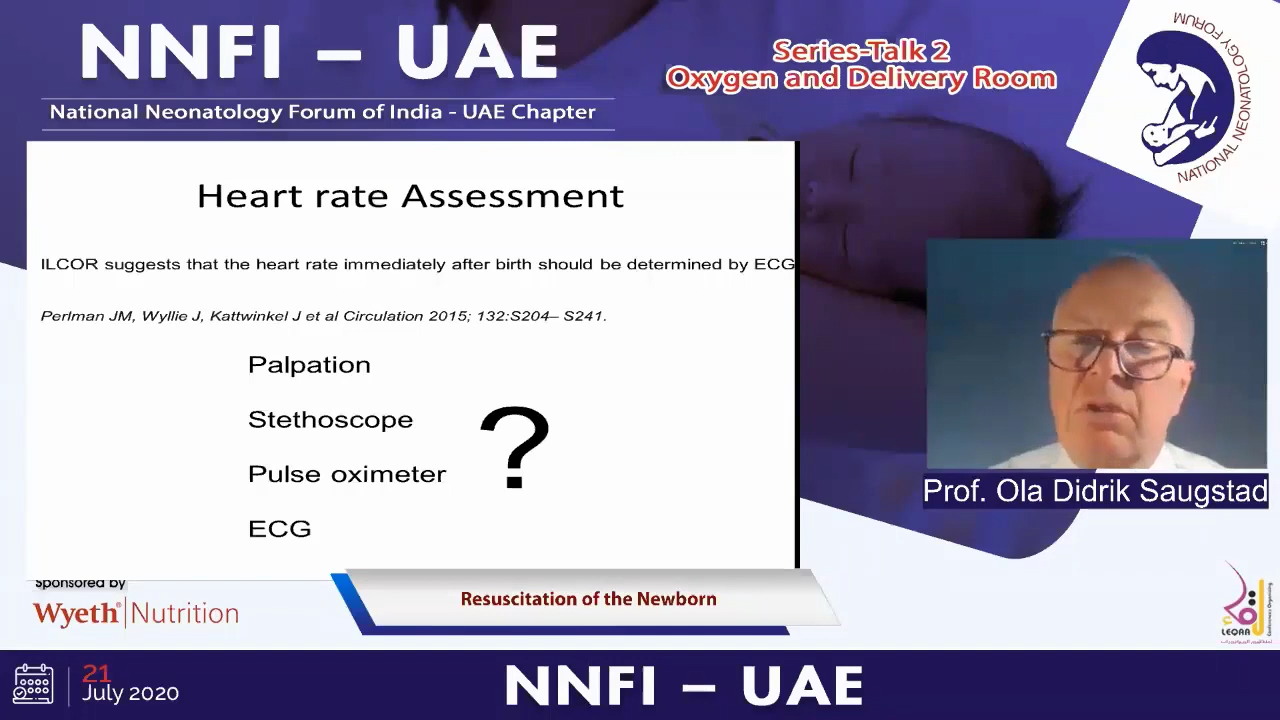 NNFI – UAE
National Neonatology Forum of India - UAE Chapter
Series-Talk 2
Oxygen and Delivery Room
NATIONAL NEONATOLOGY FORUM
Heart rate Assessment
ILCOR suggests that the heart rate immediately after birth should be determined by ECG
Perlman JM, Wyllie J, Kattwinkel J et al Circulation 2015; 132:S204– S241.
Palpation
Stethoscope
Pulse oximeter
ECG
?
Prof. Ola Didrik Saugstad
Sponsored by
Wyeth® Nutrition
Resuscitation of the Newborn
LEQAA
21
July 2020
NNFI – UAE